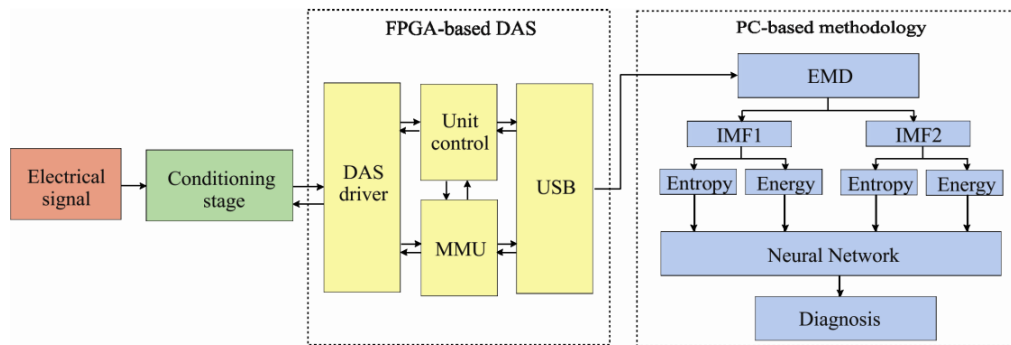 FPGA-based DAS
PC-based methodology
Electrical
signal
Conditioning
stage
DAS
driver
Unit
control
MMU
USB
EMD
IMF1
IMF2
Entropy
Energy
Entropy
Energy
Neural Network
Diagnosis